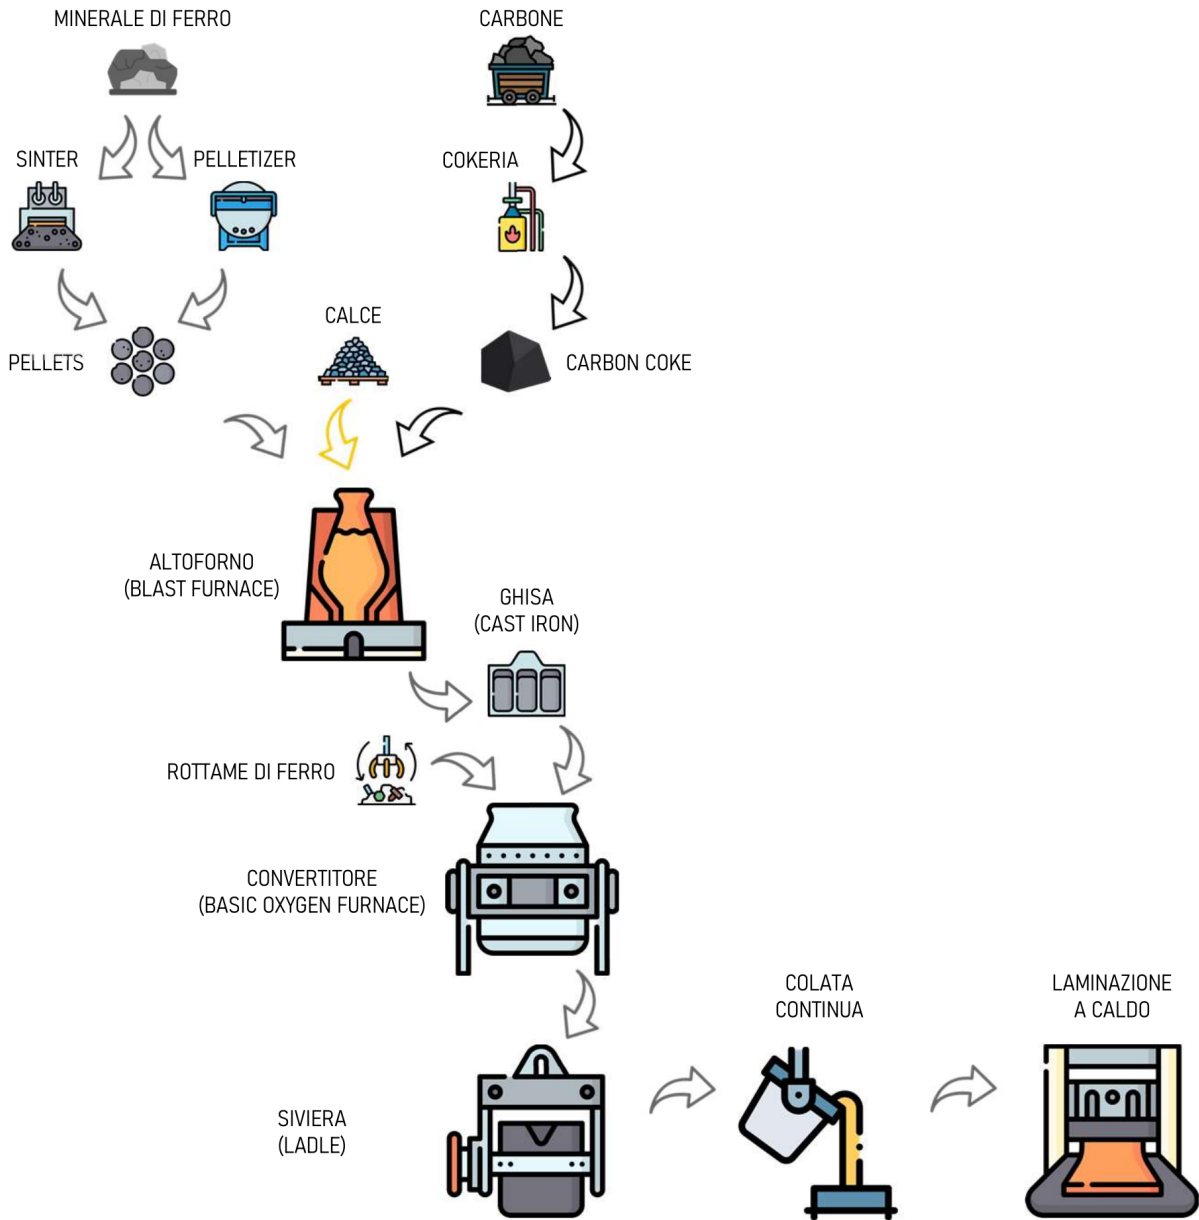 MINERALE DI FERRO
CARBONE
SINTER
PELLETIZER
COKERIA
CALCE
PELLETS
CARBON COKE
ALTOFORNO
(BLAST FURNACE)
GHISA
(CAST IRON)
ROTTAME DI FERRO
CONVERTITORE
(BASIC OXYGEN FURNACE)
COLATA
CONTINUA
LAMINAZIONE
A CALDO
SIVIERA
(LADLE)